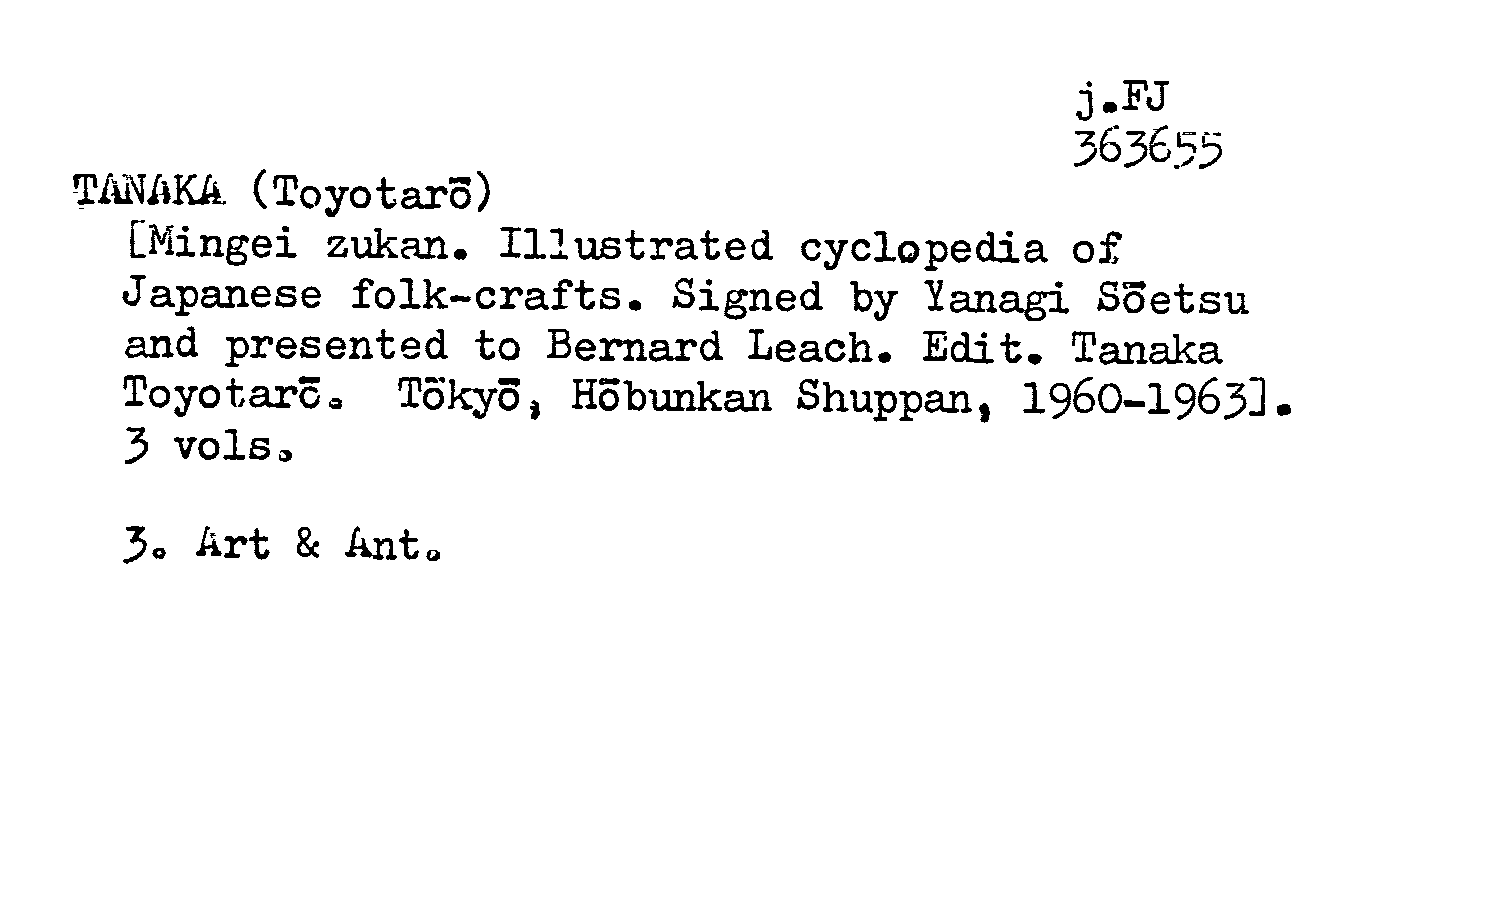 j.FJ
363655
TANAKA (Toyotarō)
[Mingei zukan. Illustrated cyclopedia of
Japanese folk-crafts. Signed by Yanagi Sōetsu
and presented to Bernard Leach. Edit. Tanaka
Toyotarō. Tōkyō, Hōbunkan Shuppan, 1960-1963].
3 vols.
3. Art & Ant.